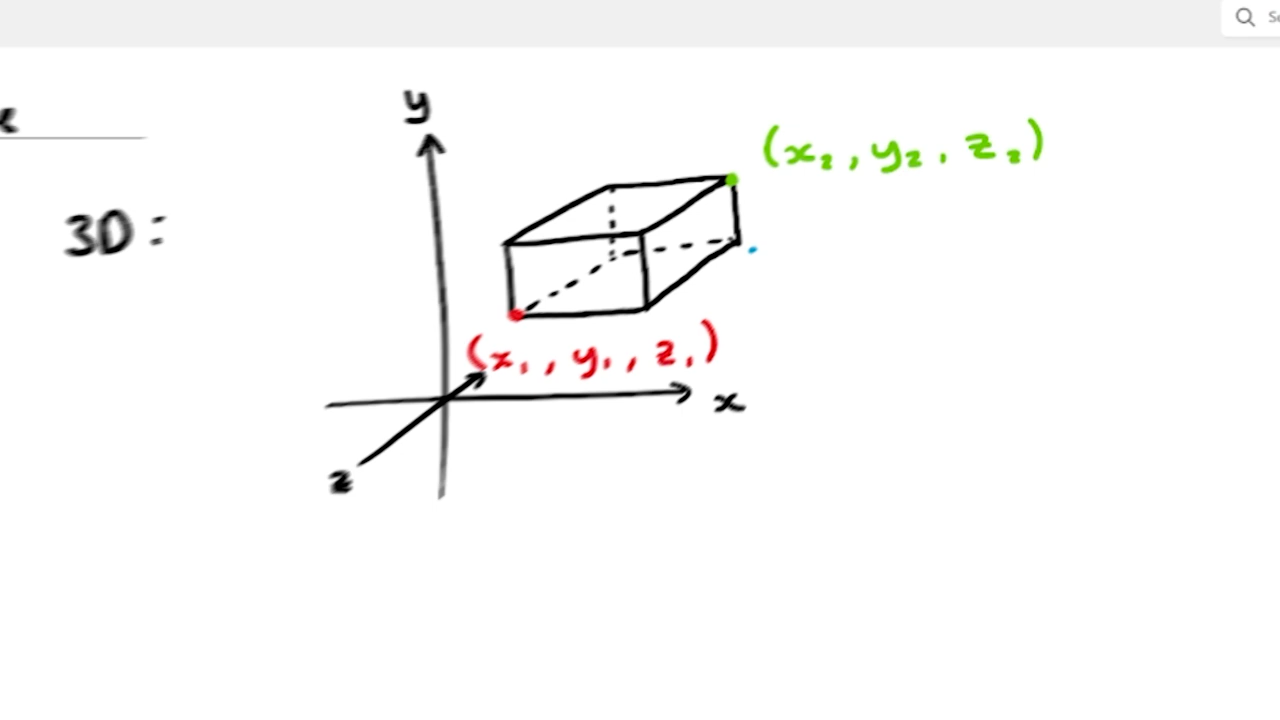 y
(x₂, y₂, z₂)
3D:
(x₁, y₁, z₁)
x
z